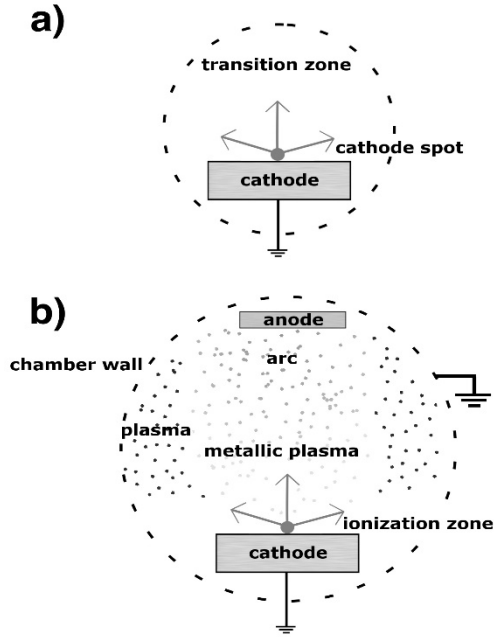 a)
transition zone
cathode spot
cathode
b)
anode
arc
chamber wall
plasma
metallic plasma
ionization zone
cathode